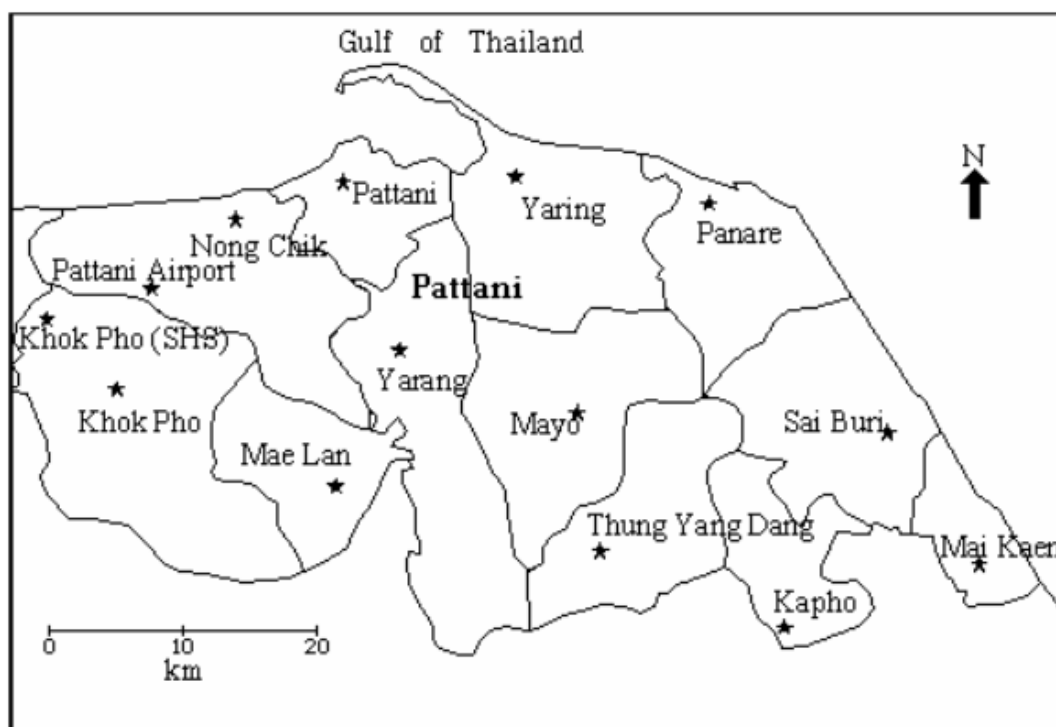 Gulf of Thailand
N
Pattani
Yaring
Panare
Nong Chik
Pattani Airport
Pattani
Khok Pho (SHS)
Yarang
Khok Pho
Mayo
Sai Buri
Mae Lan
Thung Yang Dang
Mai Kaen
Kapho
0 10 20
km